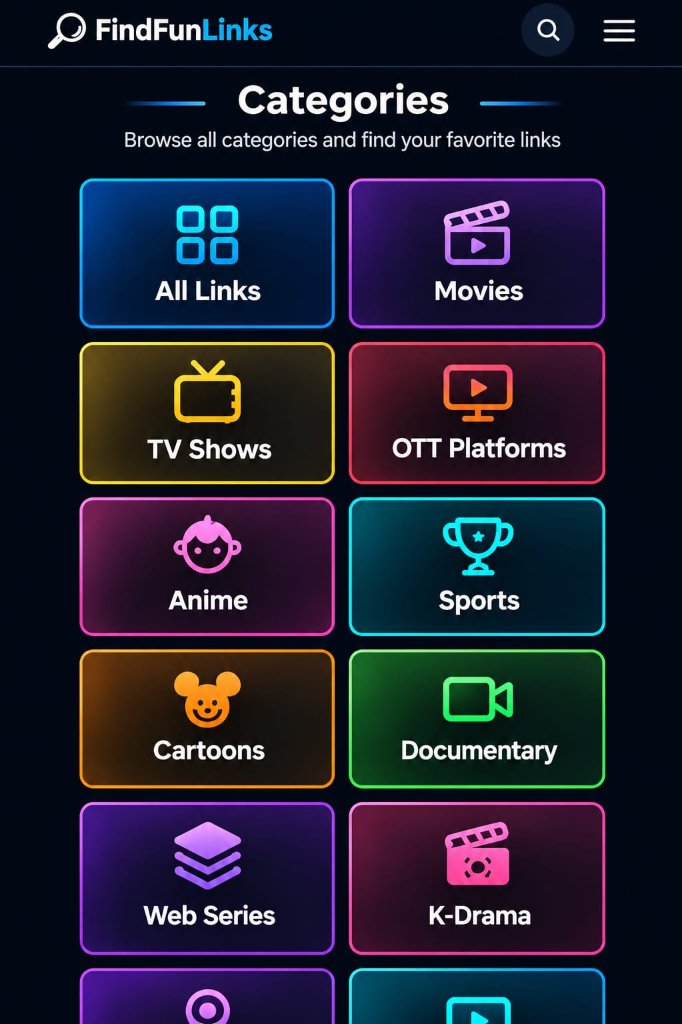 FindFunLinks
Categories
Browse all categories and find your favorite links
All Links
Movies
TV Shows
OTT Platforms
Anime
Sports
Cartoons
Documentary
Web Series
K-Drama